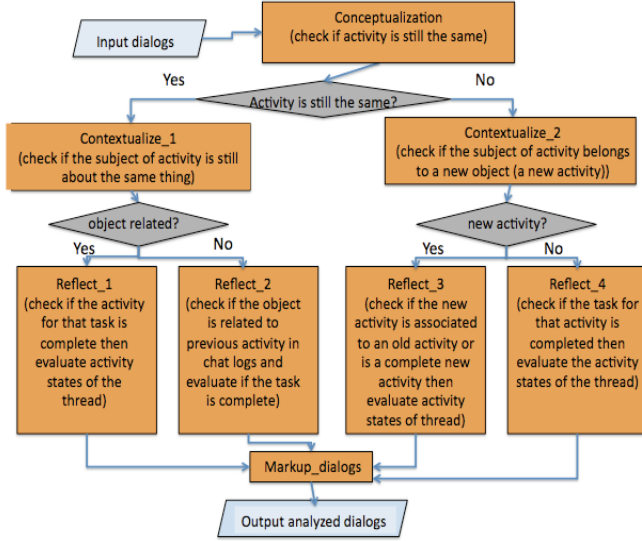 Conceptualization
(check if activity is still the same)
Input dialogs
Yes
No
Activity is still the same?
Contextualize_1
(check if the subject of activity is still
about the same thing)
Contextualize_2
(check if the subject of activity belongs
to a new object (a new activity))
object related?
new activity?
Yes
No
Yes
No
Reflect_1
(check if the activity
for that task is
complete then
evaluate activity
states of the
thread)
Reflect_2
(check if the object
is related to
previous activity in
chat logs and
evaluate if the task
is complete)
Reflect_3
(check if the new
activity is associated
to an old activity or
is a complete new
activity then
evaluate activity
states of thread)
Reflect_4
(check if the task for
that activity is
completed then
evaluate the activity
states of the thread)
Markup_dialogs
Output analyzed dialogs